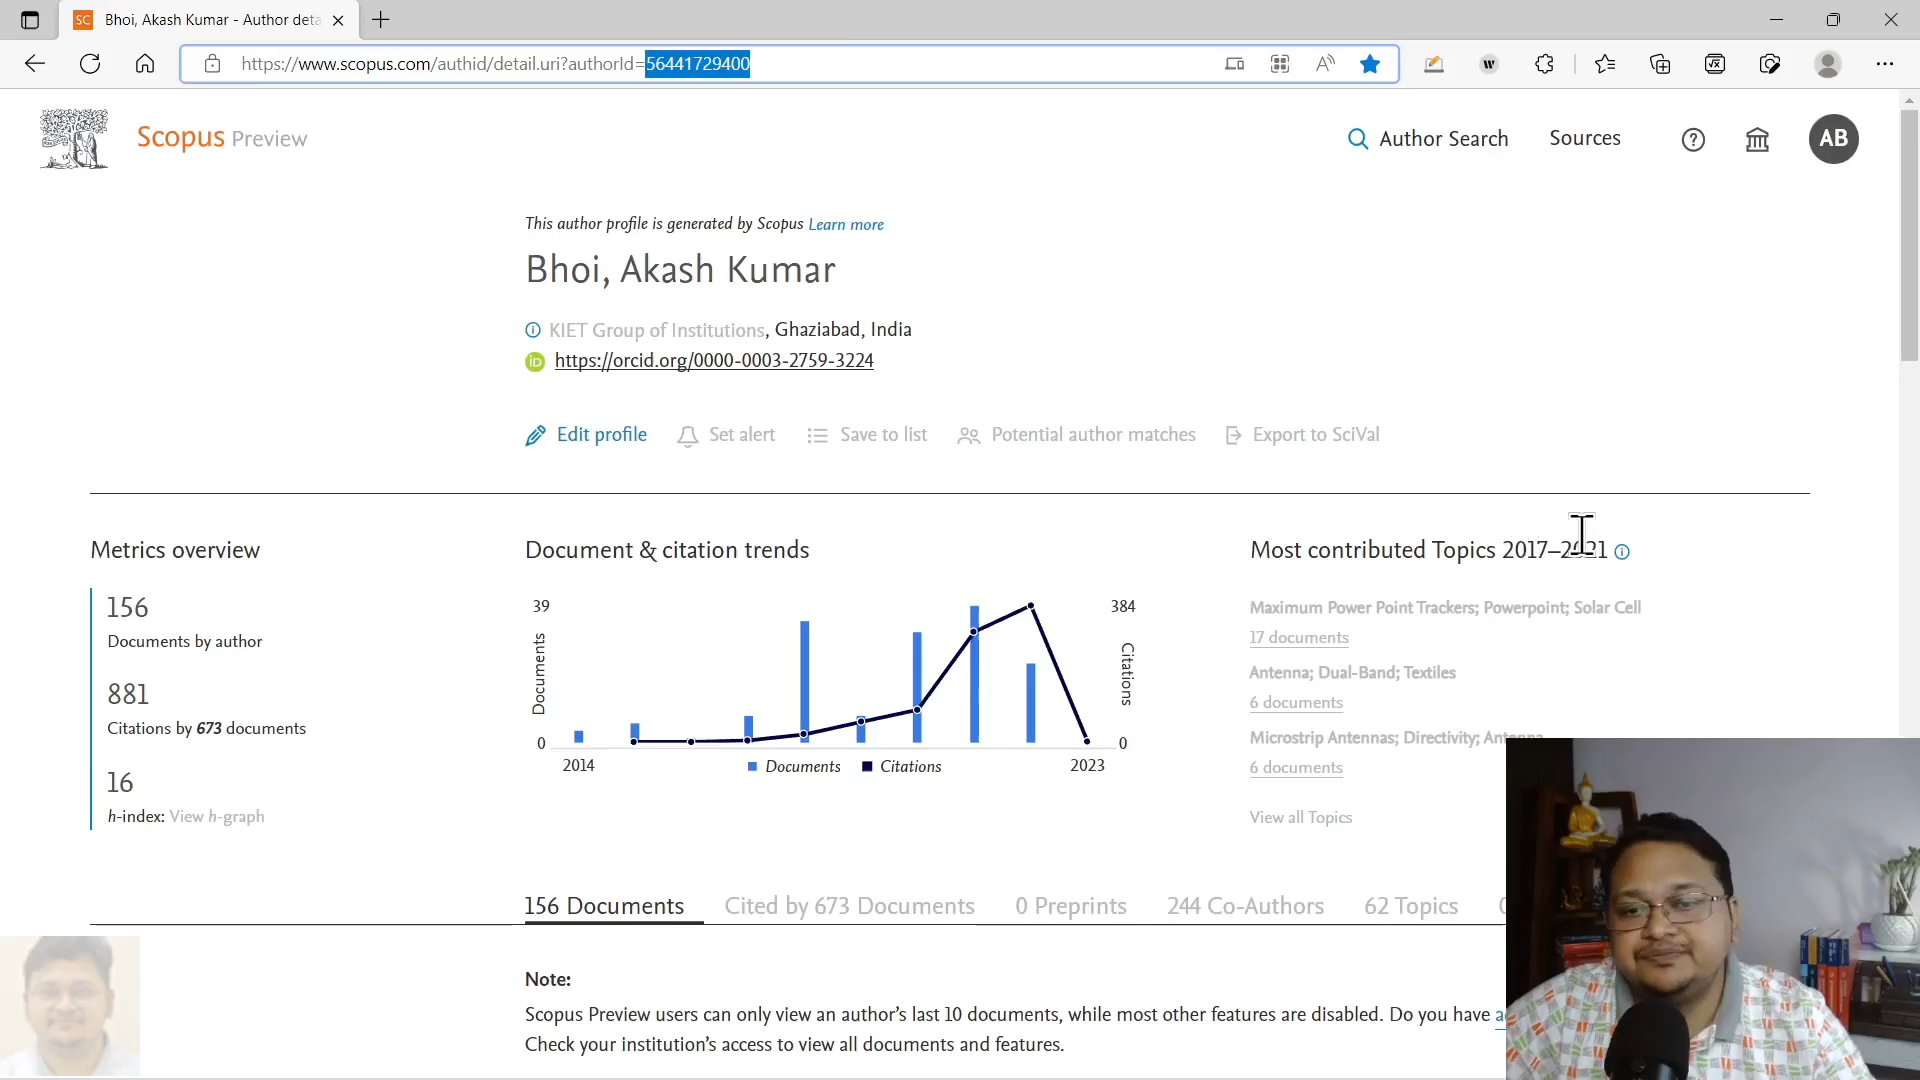 SC Bhoi, Akash Kumar - Author deta
https://www.scopus.com/authid/detail.uri?authorId=56441729400
Scopus Preview
Author Search
Sources
AB
This author profile is generated by Scopus Learn more
Bhoi, Akash Kumar
KIET Group of Institutions, Ghaziabad, India
iD https://orcid.org/0000-0003-2759-3224
Edit profile
Set alert
Save to list
Potential author matches
Export to SciVal
Metrics overview
156
Documents by author
881
Citations by 673 documents
16
h-index: View h-graph
Document & citation trends
39
384
Documents
Citations
0
0
2014
2023
Documents
Citations
Most contributed Topics 2017–2021
Maximum Power Point Trackers; Powerpoint; Solar Cell
17 documents
Antenna; Dual-Band; Textiles
6 documents
Microstrip Antennas; Directivity; Antenna
6 documents
View all Topics
156 Documents
Cited by 673 Documents
0 Preprints
244 Co-Authors
62 Topics
Note:
Scopus Preview users can only view an author's last 10 documents, while most other features are disabled. Do you have
Check your institution's access to view all documents and features.